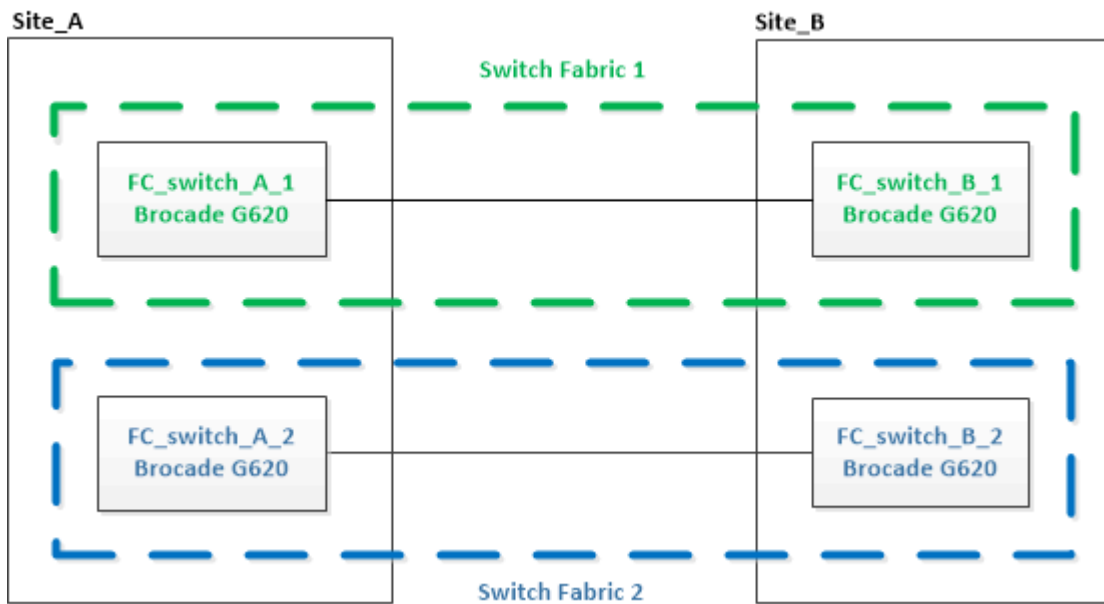 Site_A
Site_B
Switch Fabric 1
FC_switch_A_1
Brocade G620
FC_switch_B_1
Brocade G620
FC_switch_A_2
Brocade G620
FC_switch_B_2
Brocade G620
Switch Fabric 2